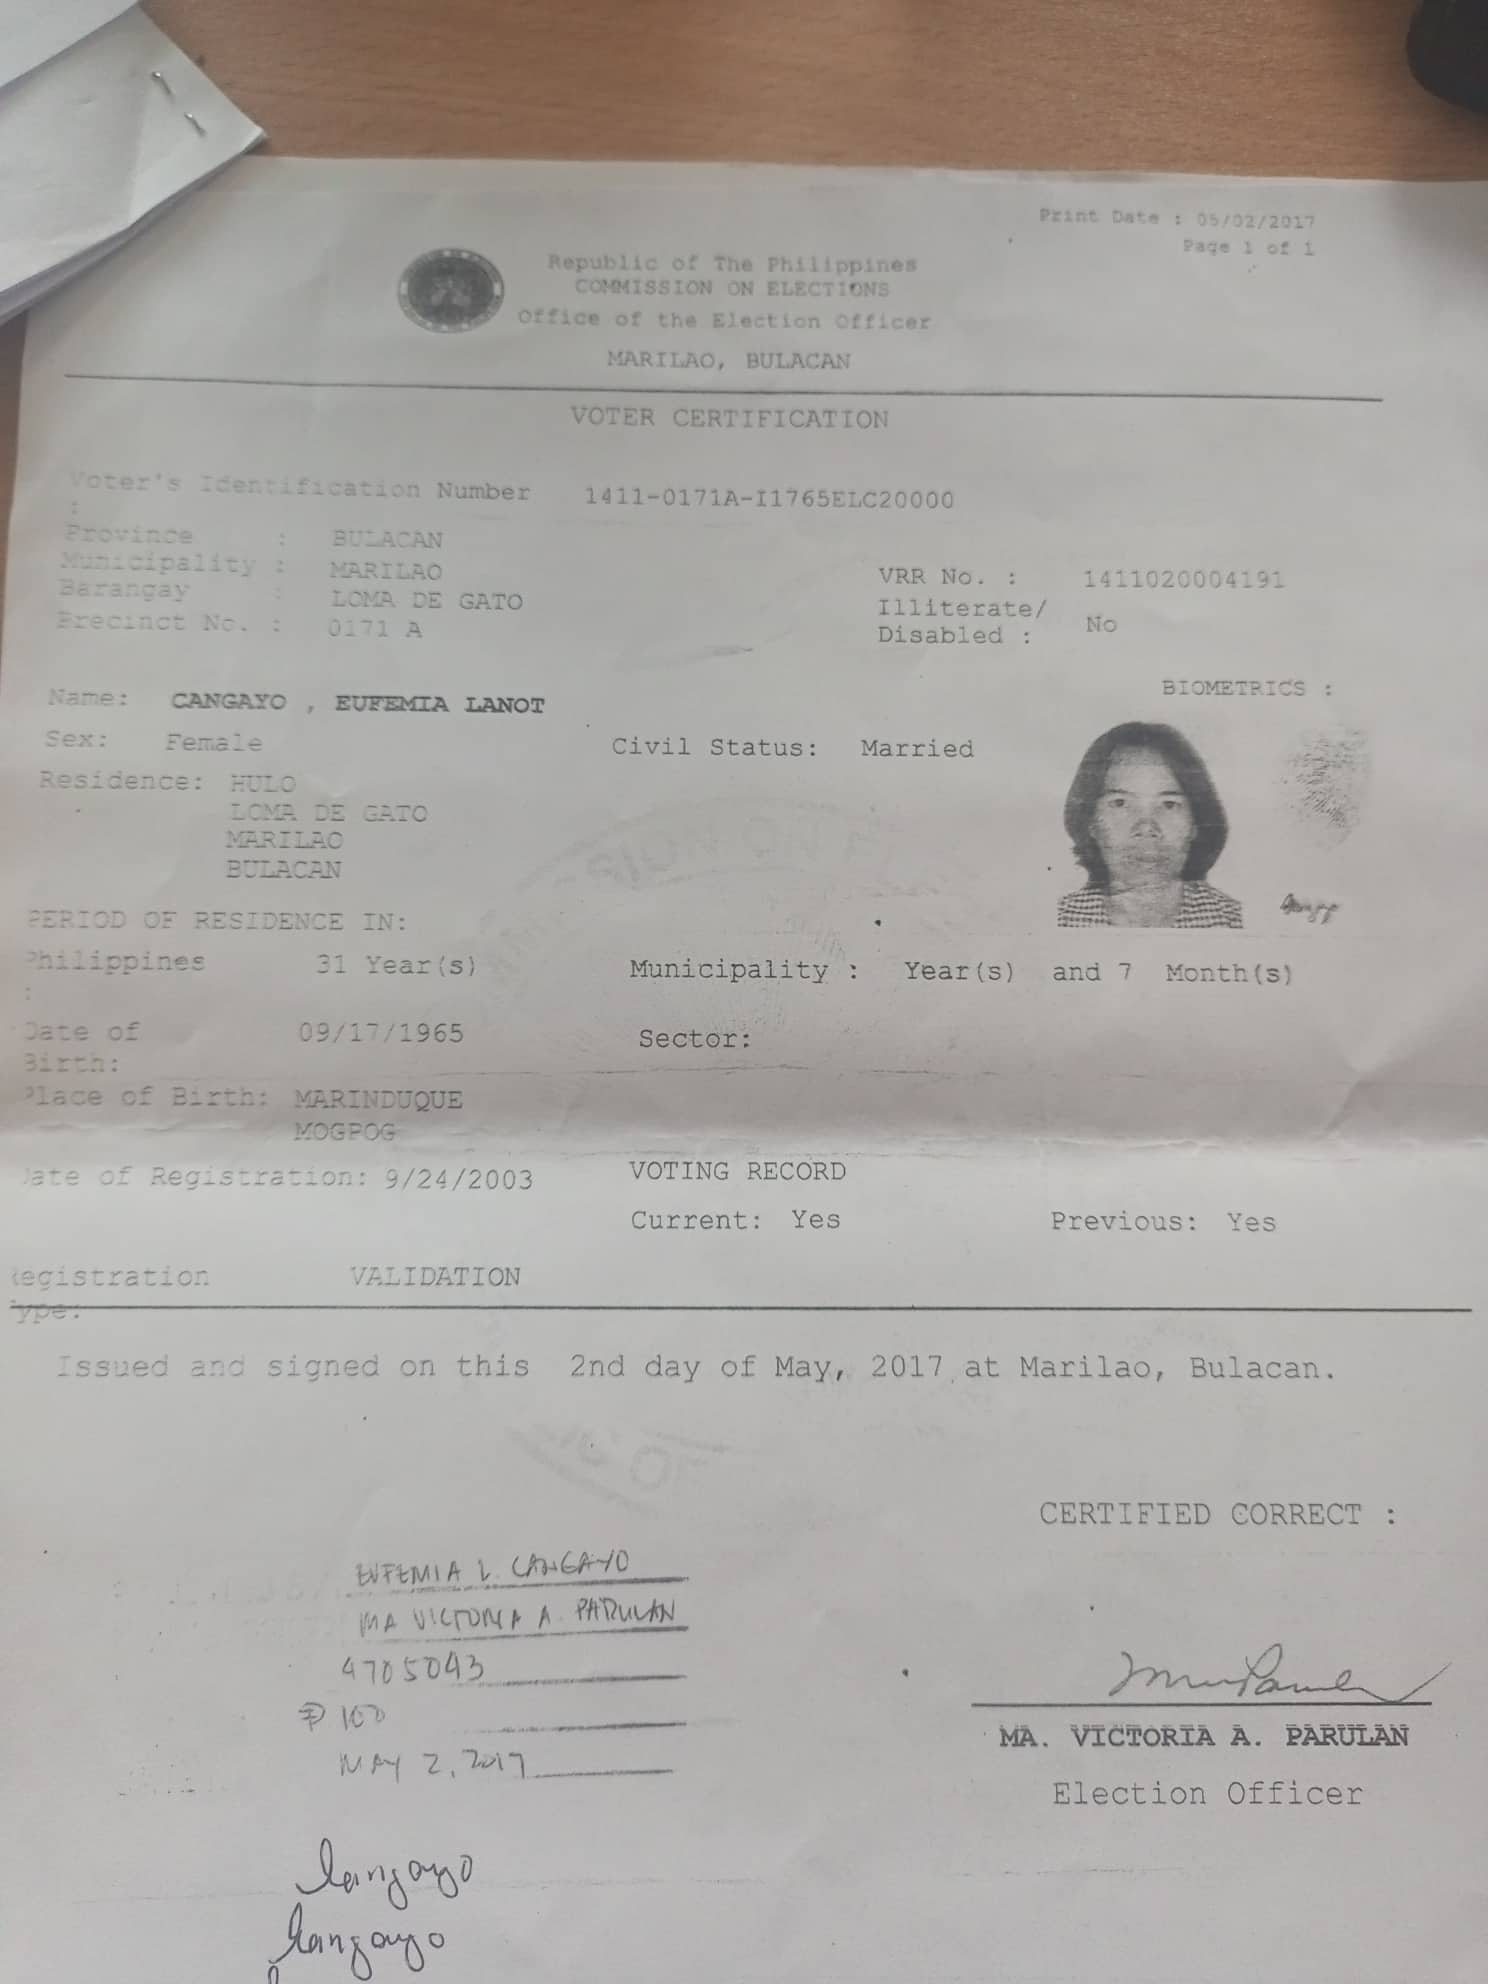 Print Date : 05/02/2017
Page 1 of 1
Republic of The Philippines
COMMISSION ON ELECTIONS
Office of the Election Officer
MARILAO, BULACAN
VOTER CERTIFICATION
Voter's Identification Number : 1411-0171A-I1765ELC20000
Province : BULACAN
Municipality : MARILAO
Barangay : LOMA DE GATO
Precinct No. : 0171 A
VRR No. : 1411020004191
Illiterate/
Disabled : No
BIOMETRICS :
Name: CANGAYO , EUFEMIA LANOT
Sex: Female
Civil Status: Married
Residence: HULO
LOMA DE GATO
MARILAO
BULACAN
PERIOD OF RESIDENCE IN:
Philippines : 31 Year(s)
Municipality : Year(s) and 7 Month(s)
Date of
Birth: 09/17/1965
Sector:
Place of Birth: MARINDUQUE
MOGPOG
Date of Registration: 9/24/2003
VOTING RECORD
Current: Yes Previous: Yes
Registration
Type: VALIDATION
Issued and signed on this 2nd day of May, 2017 at Marilao, Bulacan.
CERTIFIED CORRECT :
EUFEMIA L. CANGAYO
MA VICTORIA A. PARULAN
4705043
₱ 100
MAY 2, 2017
MA. VICTORIA A. PARULAN
Election Officer
Cangayo
Cangayo